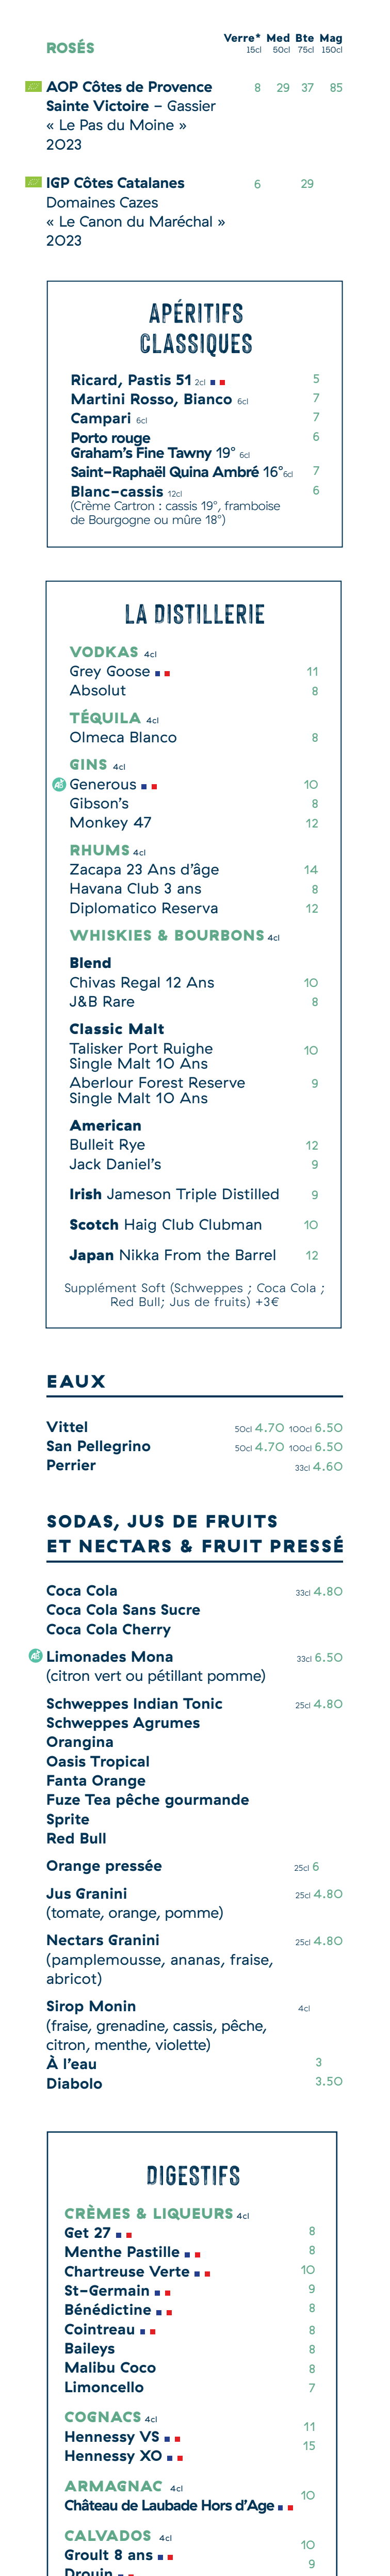 ROSÉS
Verre* Med Bte Mag
15cl 50cl 75cl 150cl
AOP Côtes de Provence 8 29 37 85
Sainte Victoire – Gassier
« Le Pas du Moine »
2023
IGP Côtes Catalanes 6 29
Domaines Cazes
« Le Canon du Maréchal »
2023
APÉRITIFS
CLASSIQUES
Ricard, Pastis 51 2cl 5
Martini Rosso, Bianco 6cl 7
Campari 6cl 7
Porto rouge 6
Graham's Fine Tawny 19° 6cl
Saint-Raphaël Quina Ambré 16° 6cl 7
Blanc-cassis 12cl 6
(Crème Cartron : cassis 19°, framboise
de Bourgogne ou mûre 18°)
LA DISTILLERIE
VODKAS 4cl
Grey Goose 11
Absolut 8
TÉQUILA 4cl
Olmeca Blanco 8
GINS 4cl
Generous 10
Gibson's 8
Monkey 47 12
RHUMS 4cl
Zacapa 23 Ans d'âge 14
Havana Club 3 ans 8
Diplomatico Reserva 12
WHISKIES & BOURBONS 4cl
Blend
Chivas Regal 12 Ans 10
J&B Rare 8
Classic Malt
Talisker Port Ruighe 10
Single Malt 10 Ans
Aberlour Forest Reserve 9
Single Malt 10 Ans
American
Bulleit Rye 12
Jack Daniel's 9
Irish Jameson Triple Distilled 9
Scotch Haig Club Clubman 10
Japan Nikka From the Barrel 12
Supplément Soft (Schweppes ; Coca Cola ;
Red Bull; Jus de fruits) +3€
EAUX
Vittel 50cl 4.70 100cl 6.50
San Pellegrino 50cl 4.70 100cl 6.50
Perrier 33cl 4.60
SODAS, JUS DE FRUITS
ET NECTARS & FRUIT PRESSÉ
Coca Cola 33cl 4.80
Coca Cola Sans Sucre
Coca Cola Cherry
Limonades Mona 33cl 6.50
(citron vert ou pétillant pomme)
Schweppes Indian Tonic 25cl 4.80
Schweppes Agrumes
Orangina
Oasis Tropical
Fanta Orange
Fuze Tea pêche gourmande
Sprite
Red Bull
Orange pressée 25cl 6
Jus Granini 25cl 4.80
(tomate, orange, pomme)
Nectars Granini 25cl 4.80
(pamplemousse, ananas, fraise,
abricot)
Sirop Monin 4cl
(fraise, grenadine, cassis, pêche,
citron, menthe, violette)
À l'eau 3
Diabolo 3.50
DIGESTIFS
CRÈMES & LIQUEURS 4cl
Get 27 8
Menthe Pastille 8
Chartreuse Verte 10
St-Germain 9
Bénédictine 8
Cointreau 8
Baileys 8
Malibu Coco 8
Limoncello 7
COGNACS 4cl
Hennessy VS 11
Hennessy XO 15
ARMAGNAC 4cl
Château de Laubade Hors d'Age 10
CALVADOS 4cl
Groult 8 ans 10
Drouin 9